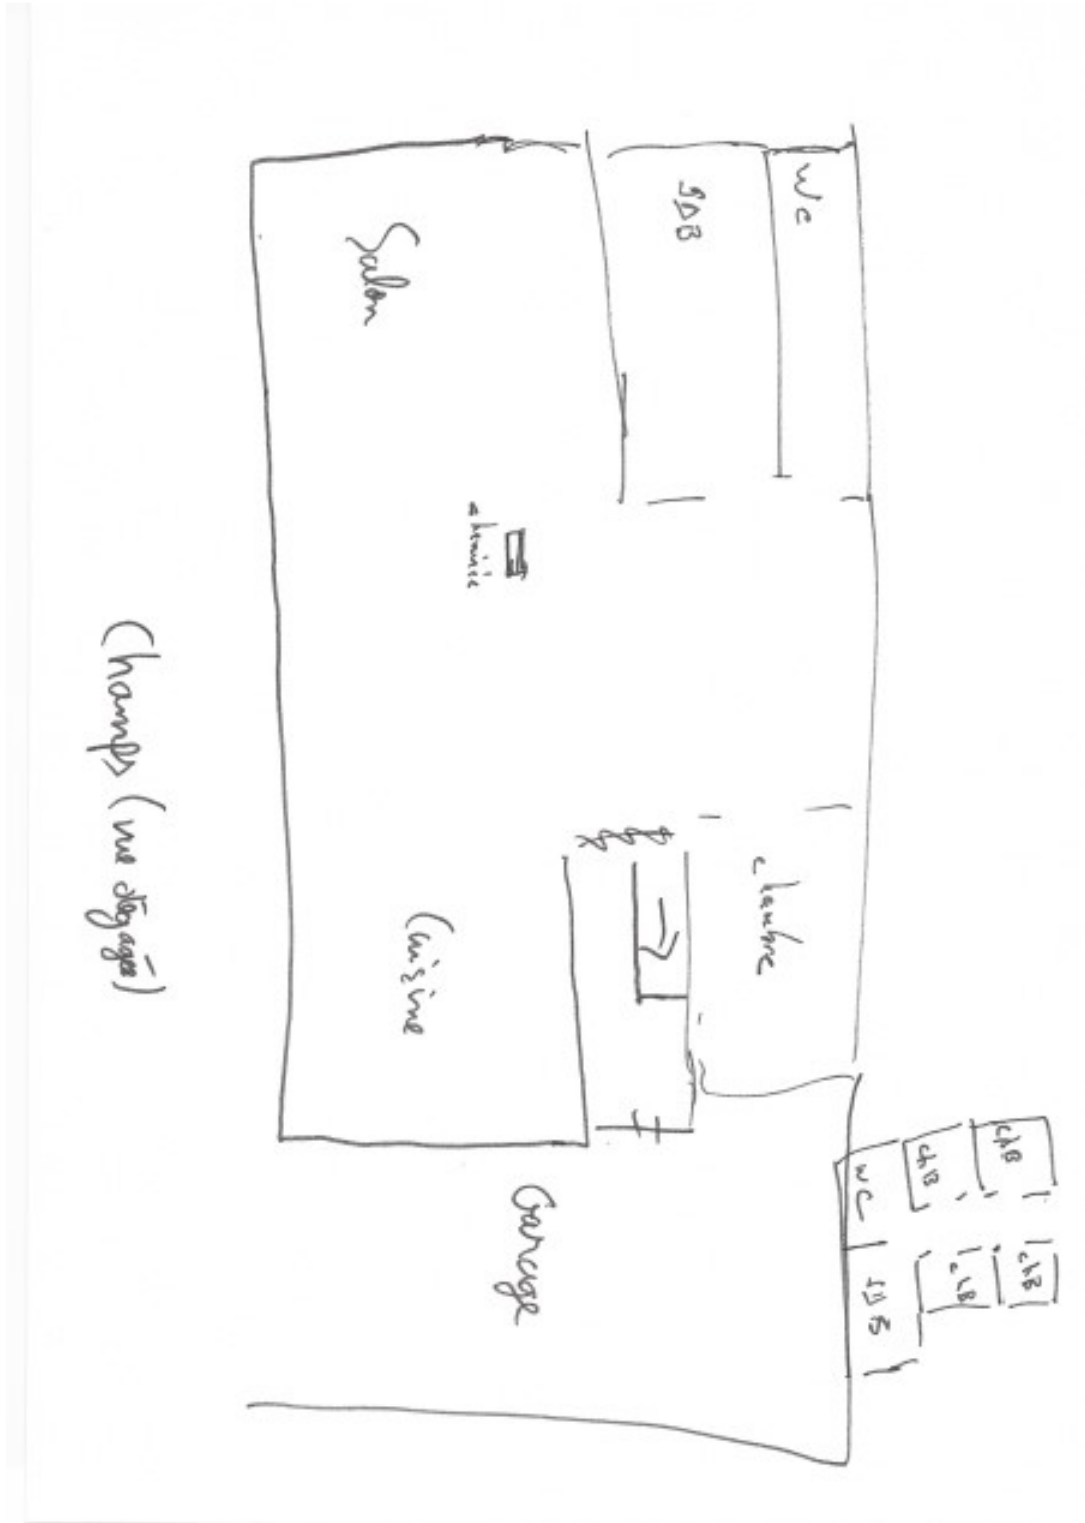 WC
SDB
Salon
cheminée
chambre
Cuisine
Garage
chB
chB
WC
chB
chB
SDB
Champs (vue dégagée)